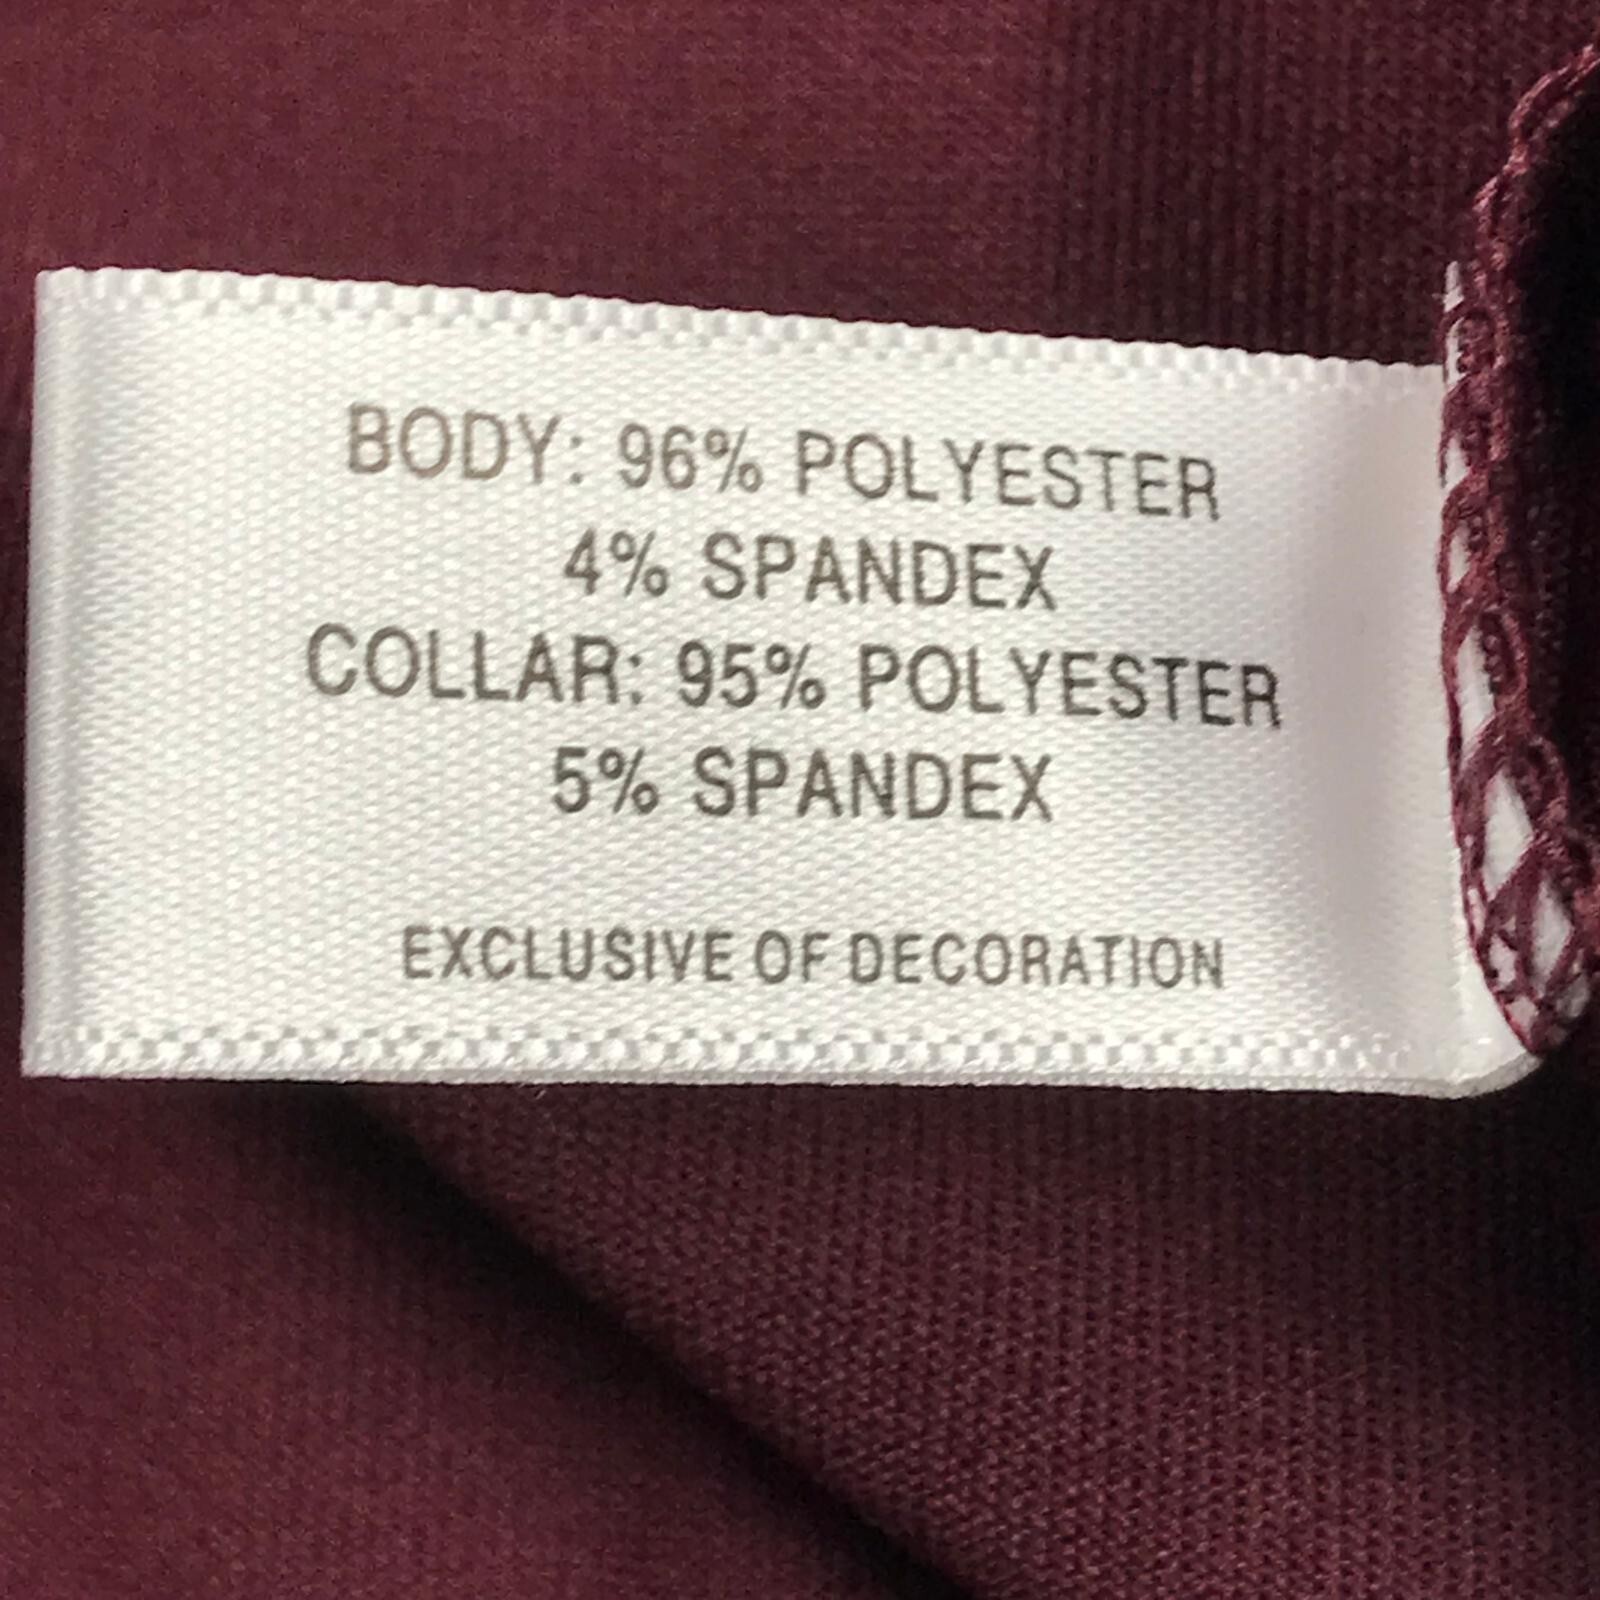 BODY: 96% POLYESTER
4% SPANDEX
COLLAR: 95% POLYESTER
5% SPANDEX
EXCLUSIVE OF DECORATION